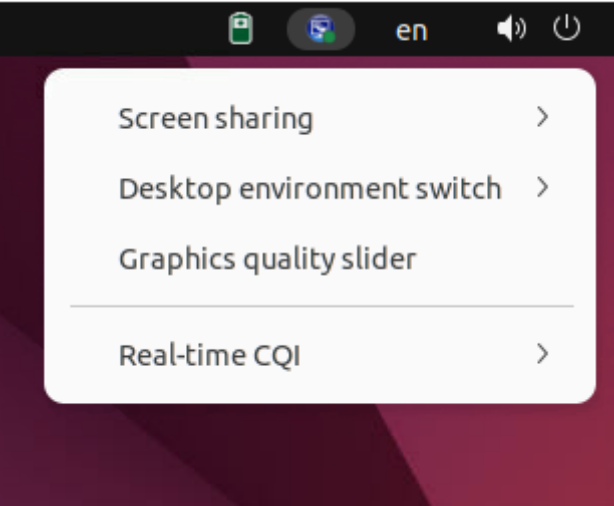 en
Screen sharing
Desktop environment switch
Graphics quality slider
Real-time CQI